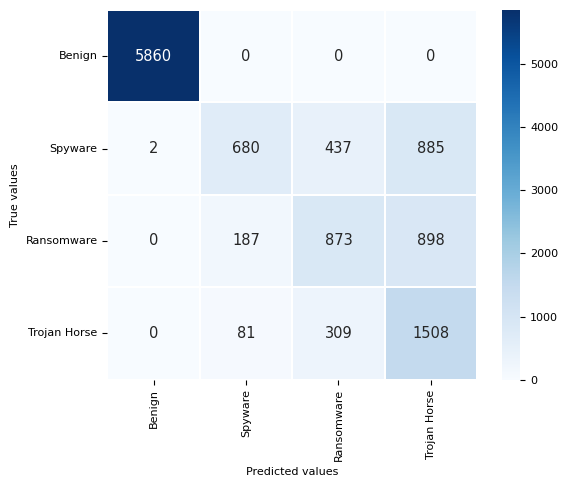 Benign 5860 0 0 0
Spyware 2 680 437 885
Ransomware 0 187 873 898
Trojan Horse 0 81 309 1508
Benign Spyware Ransomware Trojan Horse
True values
Predicted values
5000
4000
3000
2000
1000
0